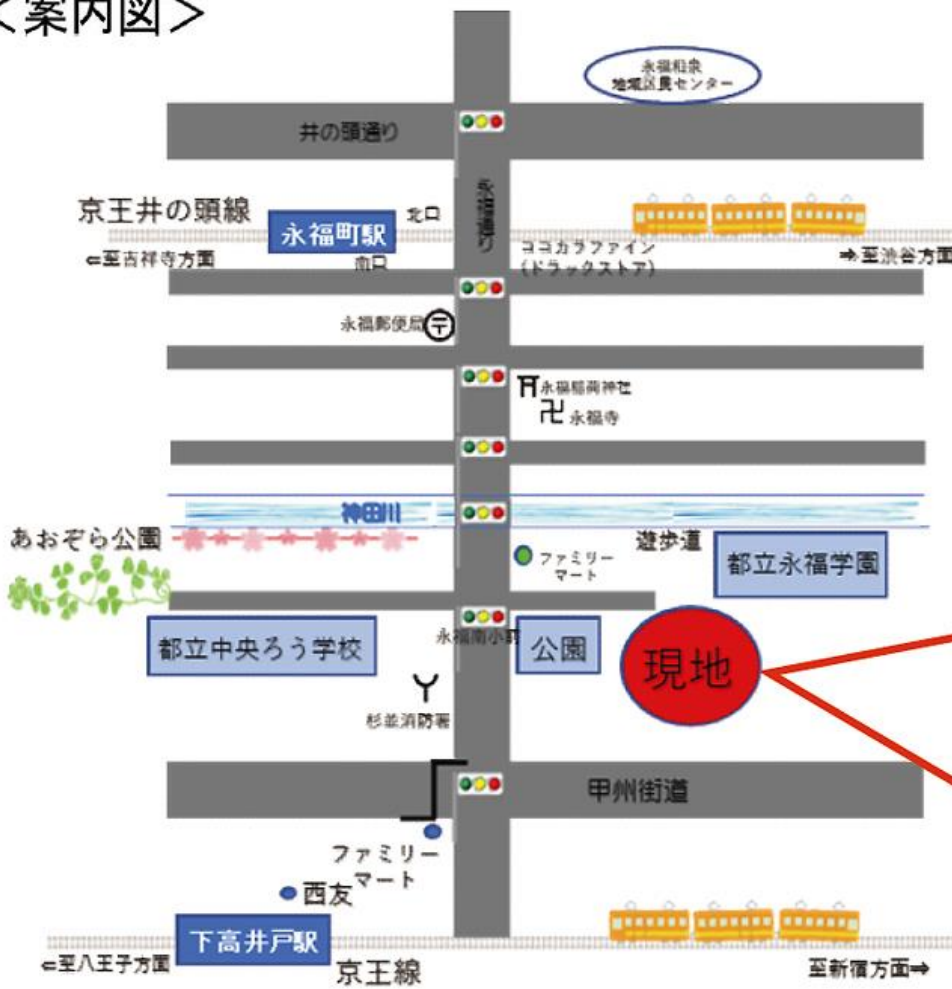 ＜案内図＞
永福和泉
地域区民センター
井の頭通り
永福通り
京王井の頭線
永福町駅
北口
南口
⇐至吉祥寺方面
ココカラファイン
(ドラックストア)
➡至渋谷方面
永福郵便局
永福稲荷神社
卍 永福寺
神田川
あおぞら公園
遊歩道
ファミリー
マート
都立永福学園
都立中央ろう学校
永福南小前
公園
現地
杉並消防署
甲州街道
ファミリー
マート
西友
下高井戸駅
⇐至八王子方面
京王線
至新宿方面⇒